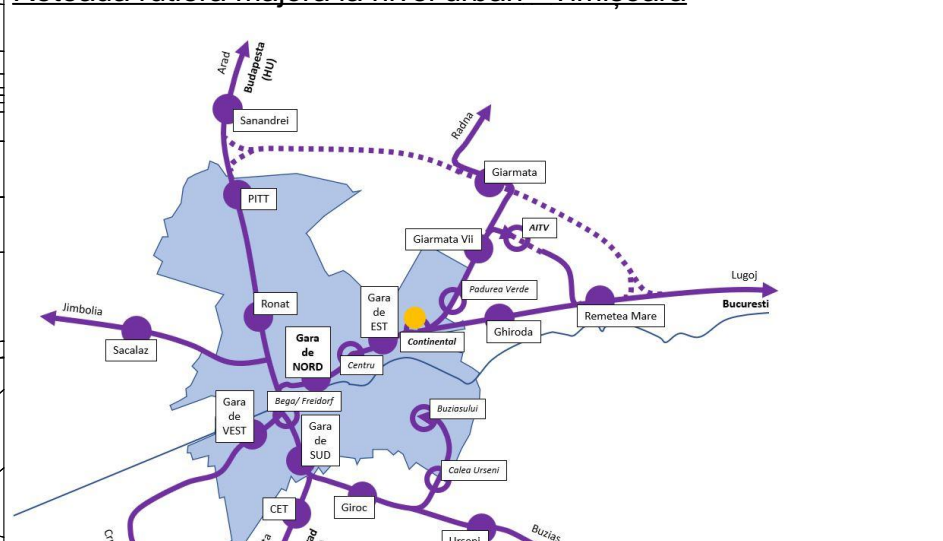 Arad
Budapesta
(HU)
Sanandrei
Radna
Giarmata
PITT
AITV
Giarmata Vii
Lugoj
Padurea Verde
Bucuresti
Jimbolia
Ronat
Gara
de
EST
Remetea Mare
Ghiroda
Sacalaz
Gara
de
NORD
Continental
Centru
Bega/ Freidorf
Gara
de
VEST
Buziasului
Gara
de
SUD
Calea Urseni
CET
Giroc
Buzias
Urseni